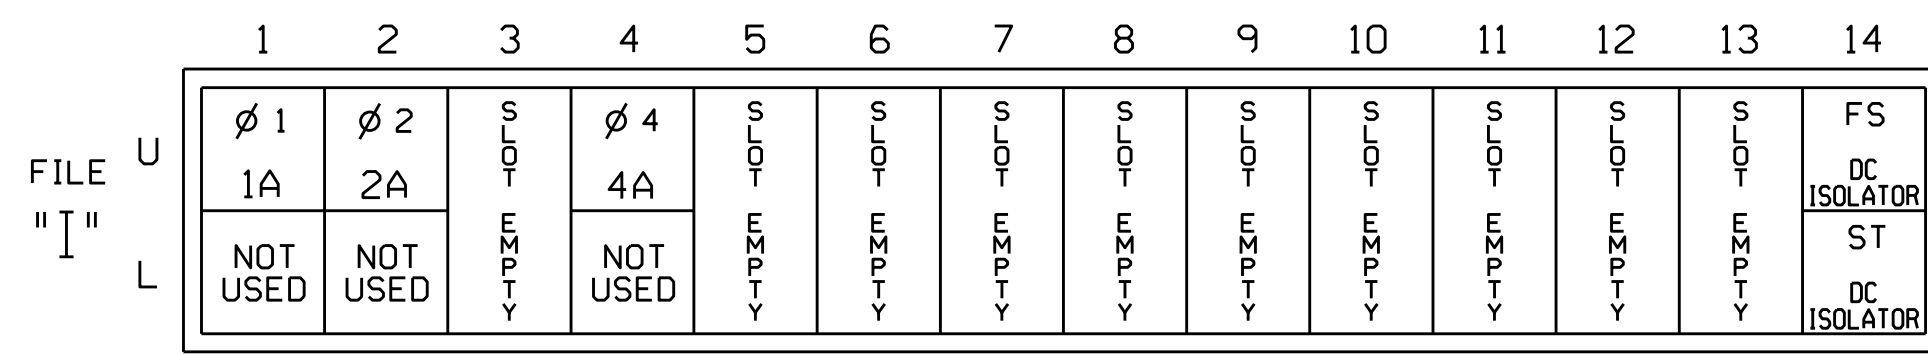 1 2 3 4 5 6 7 8 9 10 11 12 13 14
FILE
"I"
U
L
Ø 1
1A
NOT
USED
Ø 2
2A
NOT
USED
SLOT EMPTY
Ø 4
4A
NOT
USED
SLOT EMPTY
SLOT EMPTY
SLOT EMPTY
SLOT EMPTY
SLOT EMPTY
SLOT EMPTY
SLOT EMPTY
SLOT EMPTY
SLOT EMPTY
FS
DC
ISOLATOR
ST
DC
ISOLATOR